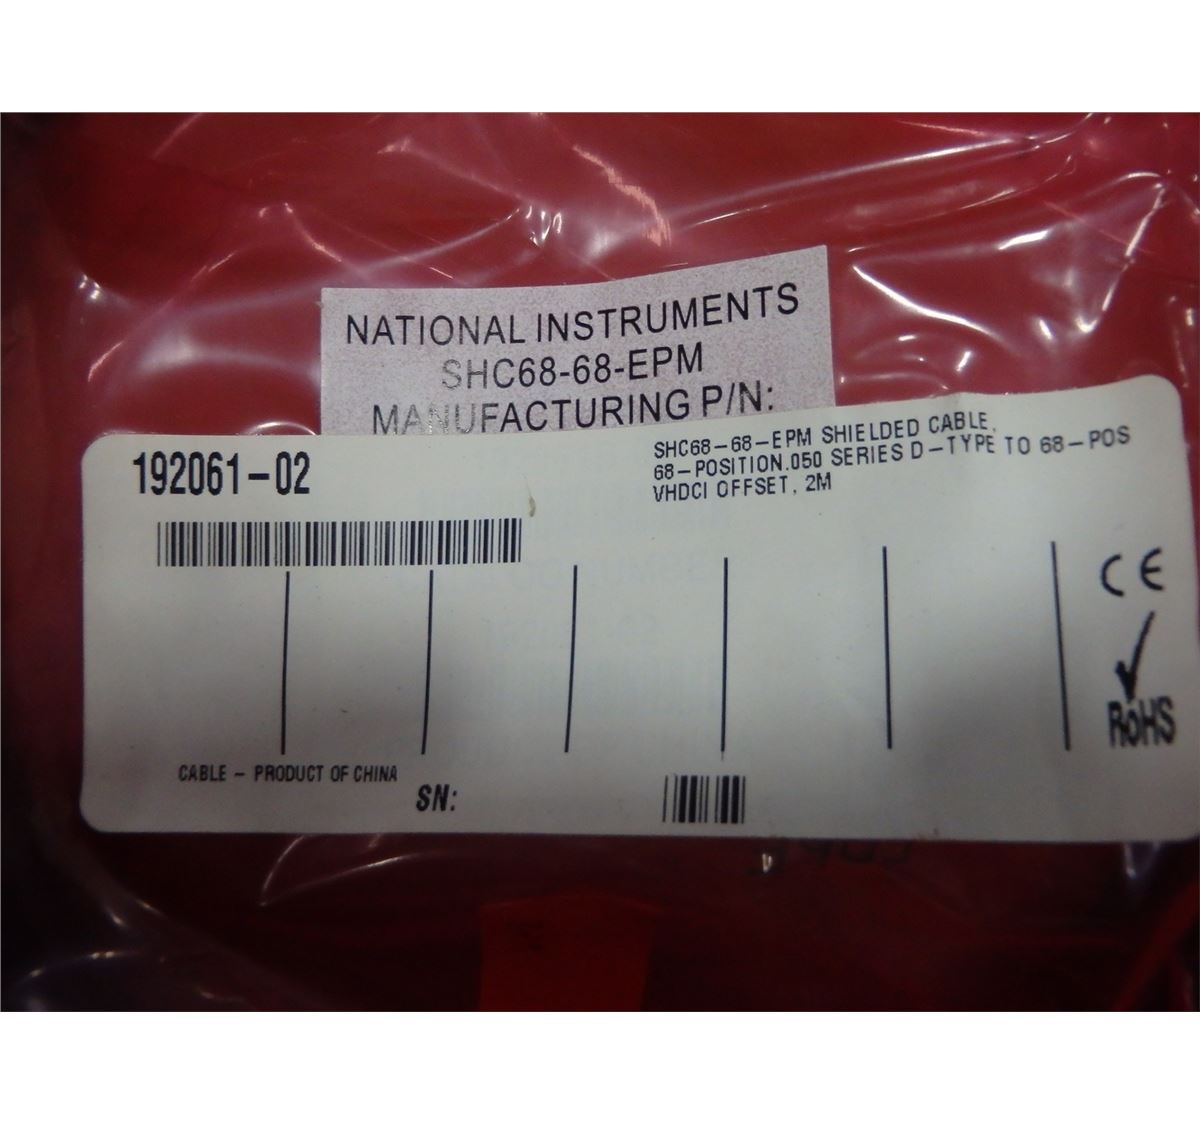 NATIONAL INSTRUMENTS
SHC68-68-EPM
MANUFACTURING P/N:
192061-02
SHC68-68-EPM SHIELDED CABLE,
68-POSITION.050 SERIES D-TYPE TO 68-POS
VHDCI OFFSET, 2M
CE
RoHS
CABLE - PRODUCT OF CHINA
SN: